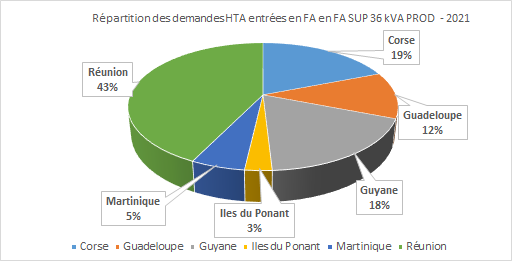 Répartition des demandes HTA entrées en FA en FA SUP 36 kVA PROD - 2021
Corse
19%
Réunion
43%
Guadeloupe
12%
Guyane
18%
Martinique
5%
Iles du Ponant
3%
Corse Guadeloupe Guyane Iles du Ponant Martinique Réunion